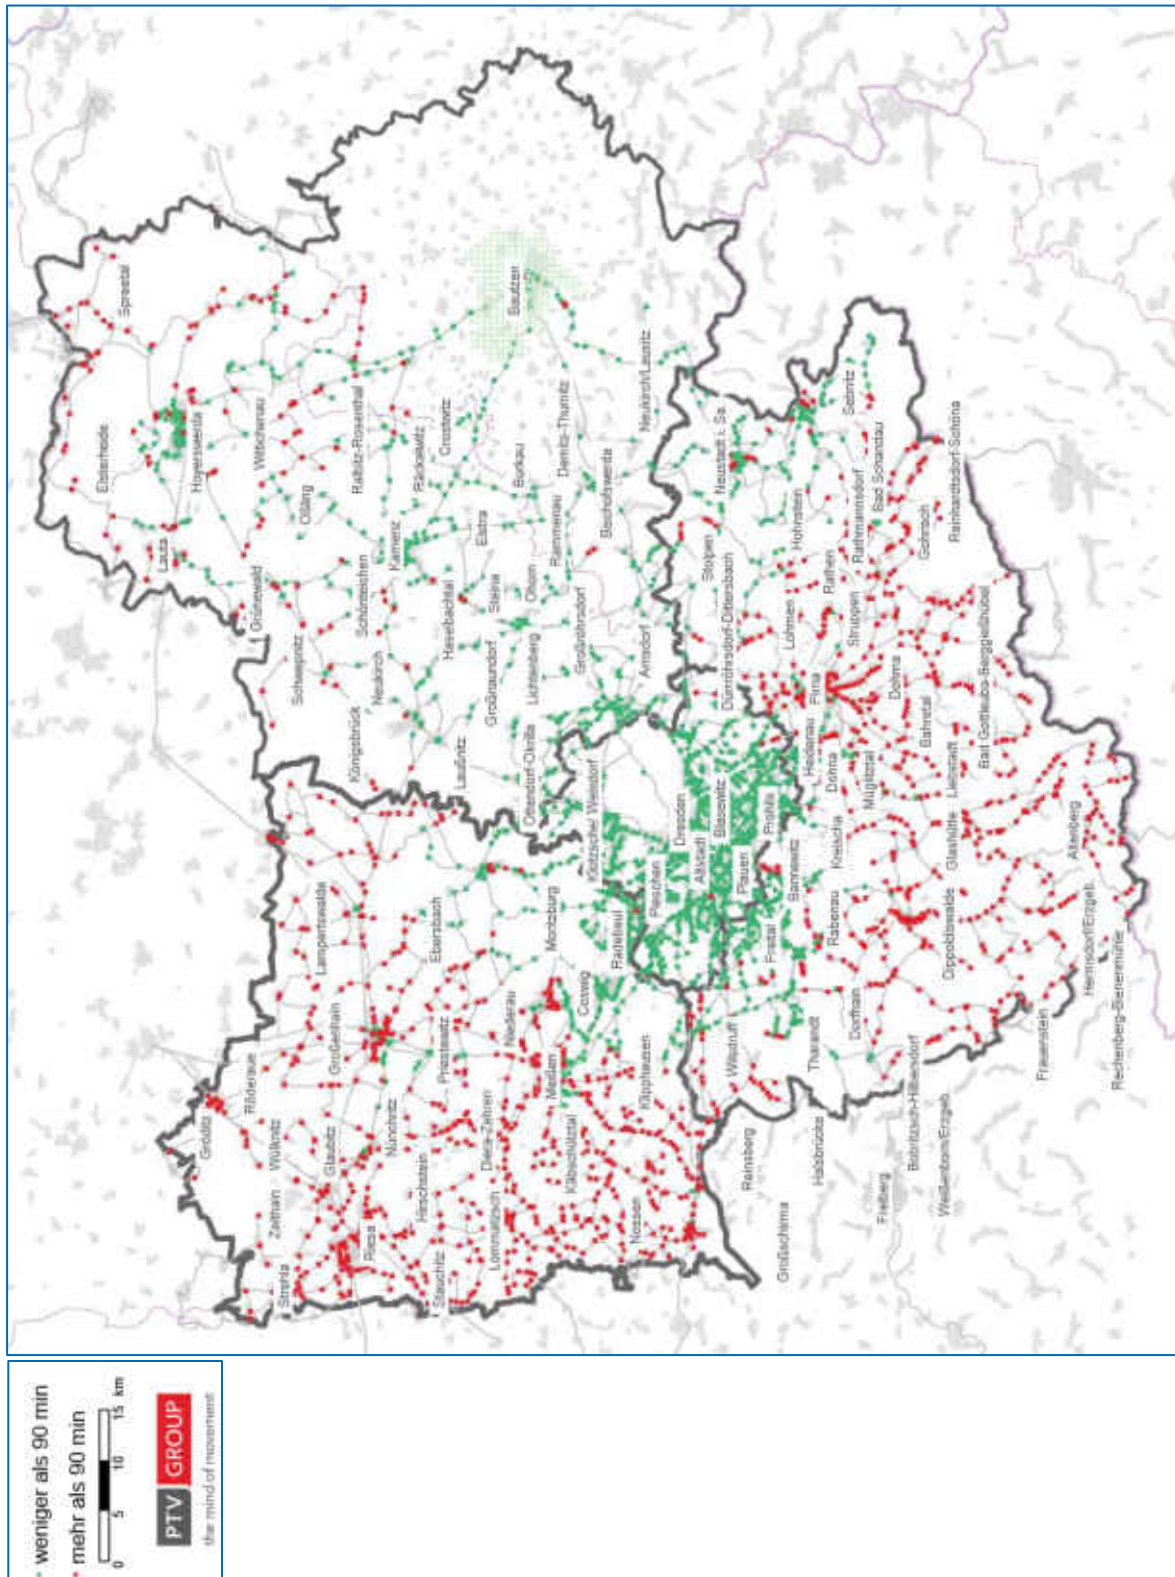 Spreetal
Elsterheide
Lauta
Hoyerswerda
Wittichenau
Grünewald
Oßling
Ralbitz-Rosenthal
Schwepnitz
Schönteichen
Räckelwitz
Crostwitz
Bautzen
Königsbrück
Neukirch
Kamenz
Haselbachtal
Elstra
Burkau
Demitz-Thumitz
Neukirch/Lausitz
Laußnitz
Großnaundorf
Steina
Ohorn
Rammenau
Bischofswerda
Lichtenberg
Großröhrsdorf
Ottendorf-Okrilla
Arnsdorf
Gröditz
Röderaue
Wülknitz
Zeithain
Strehla
Glaubitz
Riesa
Nünchritz
Großenhain
Lampertswalde
Ebersbach
Priestewitz
Hirschstein
Stauchitz
Lommatzsch
Diera-Zehren
Niederau
Moritzburg
Meißen
Coswig
Radebeul
Käbschütztal
Klipphausen
Nossen
Klotzsche
Weixdorf
Pieschen
Dresden
Altstadt
Blasewitz
Plauen
Prohlis
Wilsdruff
Freital
Bannewitz
Tharandt
Rabenau
Kreischa
Dorfhain
Dippoldiswalde
Glashütte
Altenberg
Hermsdorf/Erzgeb.
Rechenberg-Bienenmühle
Frauenstein
Bobritzsch-Hilbersdorf
Weißenborn/Erzgeb.
Freiberg
Halsbrücke
Reinsberg
Großschirma
Heidenau
Dohna
Müglitztal
Liebstadt
Bahretal
Bad Gottleuba-Berggießhübel
Dohma
Pirna
Struppen
Lohmen
Rathen
Dürrröhrsdorf-Dittersbach
Stolpen
Neustadt i. Sa.
Hohnstein
Rathmannsdorf
Bad Schandau
Sebnitz
Gohrisch
Reinhardtsdorf-Schöna
weniger als 90 min
mehr als 90 min
0 5 10 15 km
PTV GROUP
the mind of movement